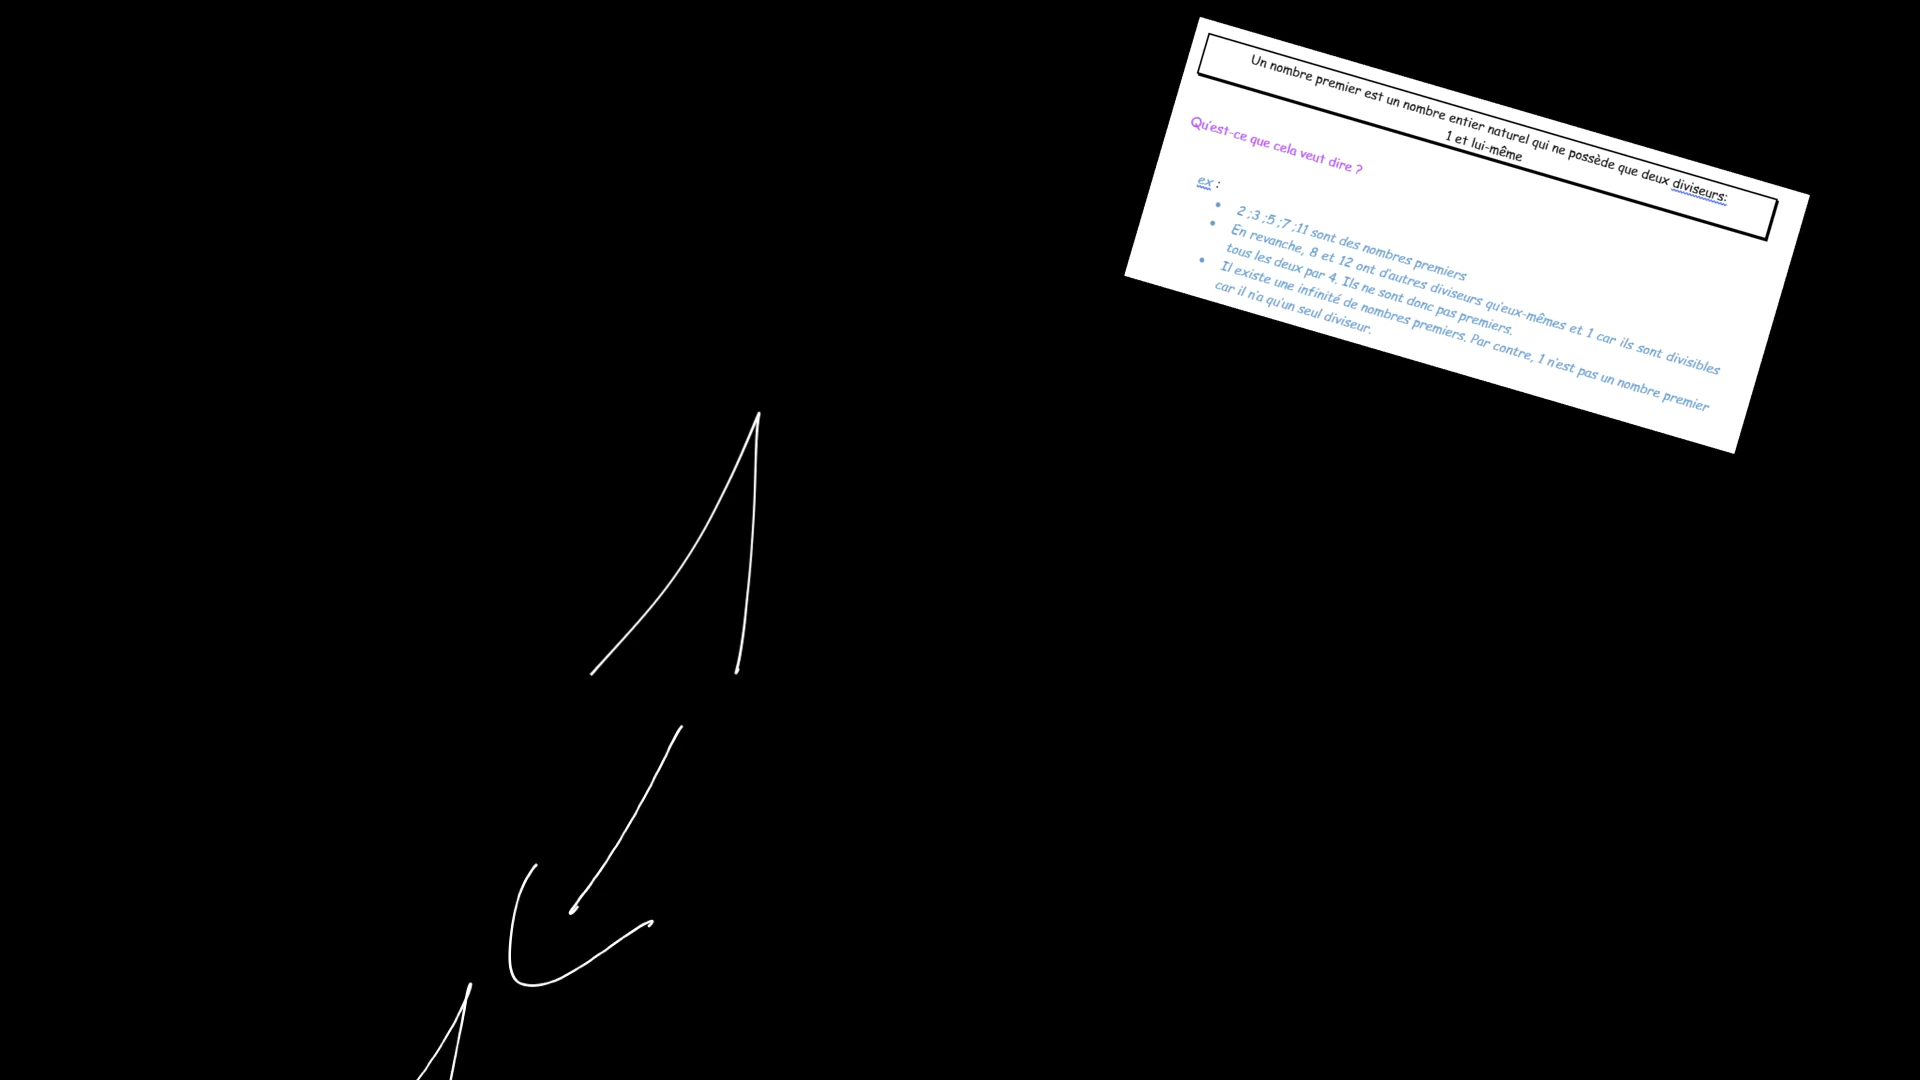 Un nombre premier est un nombre entier naturel qui ne possède que deux diviseurs:
1 et lui-même
Qu'est-ce que cela veut dire ?
ex :
• 2 ;3 ;5 ;7 ;11 sont des nombres premiers
• En revanche, 8 et 12 ont d'autres diviseurs qu'eux-mêmes et 1 car ils sont divisibles
tous les deux par 4. Ils ne sont donc pas premiers.
• Il existe une infinité de nombres premiers. Par contre, 1 n'est pas un nombre premier
car il n'a qu'un seul diviseur.